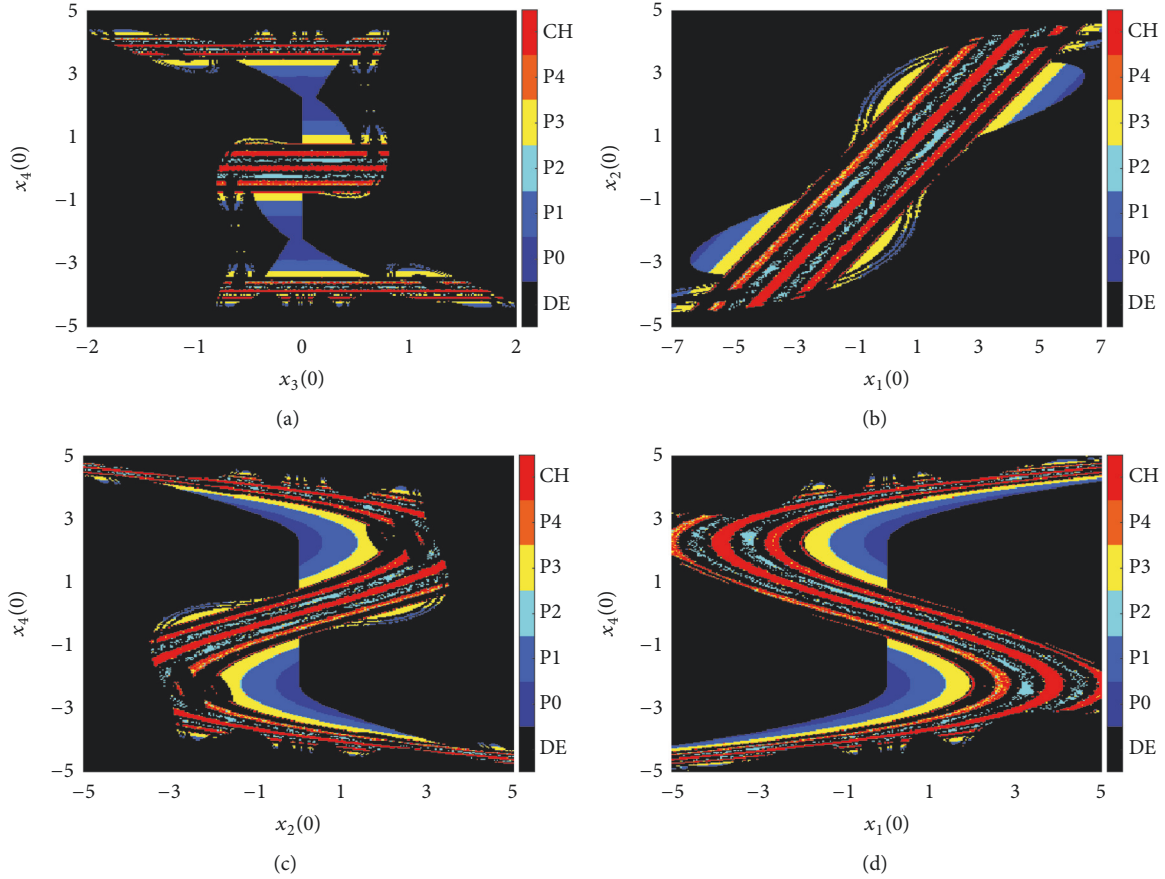 5
3
1
−1
−3
−5
x4(0)
−2 −1 0 1 2
x3(0)
CH
P4
P3
P2
P1
P0
DE
(a)
5
3
1
−1
−3
−5
x2(0)
−7 −5 −3 −1 1 3 5 7
x1(0)
CH
P4
P3
P2
P1
P0
DE
(b)
5
3
1
−1
−3
−5
x4(0)
−5 −3 −1 1 3 5
x2(0)
CH
P4
P3
P2
P1
P0
DE
(c)
5
3
1
−1
−3
−5
x4(0)
−5 −3 −1 1 3 5
x1(0)
CH
P4
P3
P2
P1
P0
DE
(d)